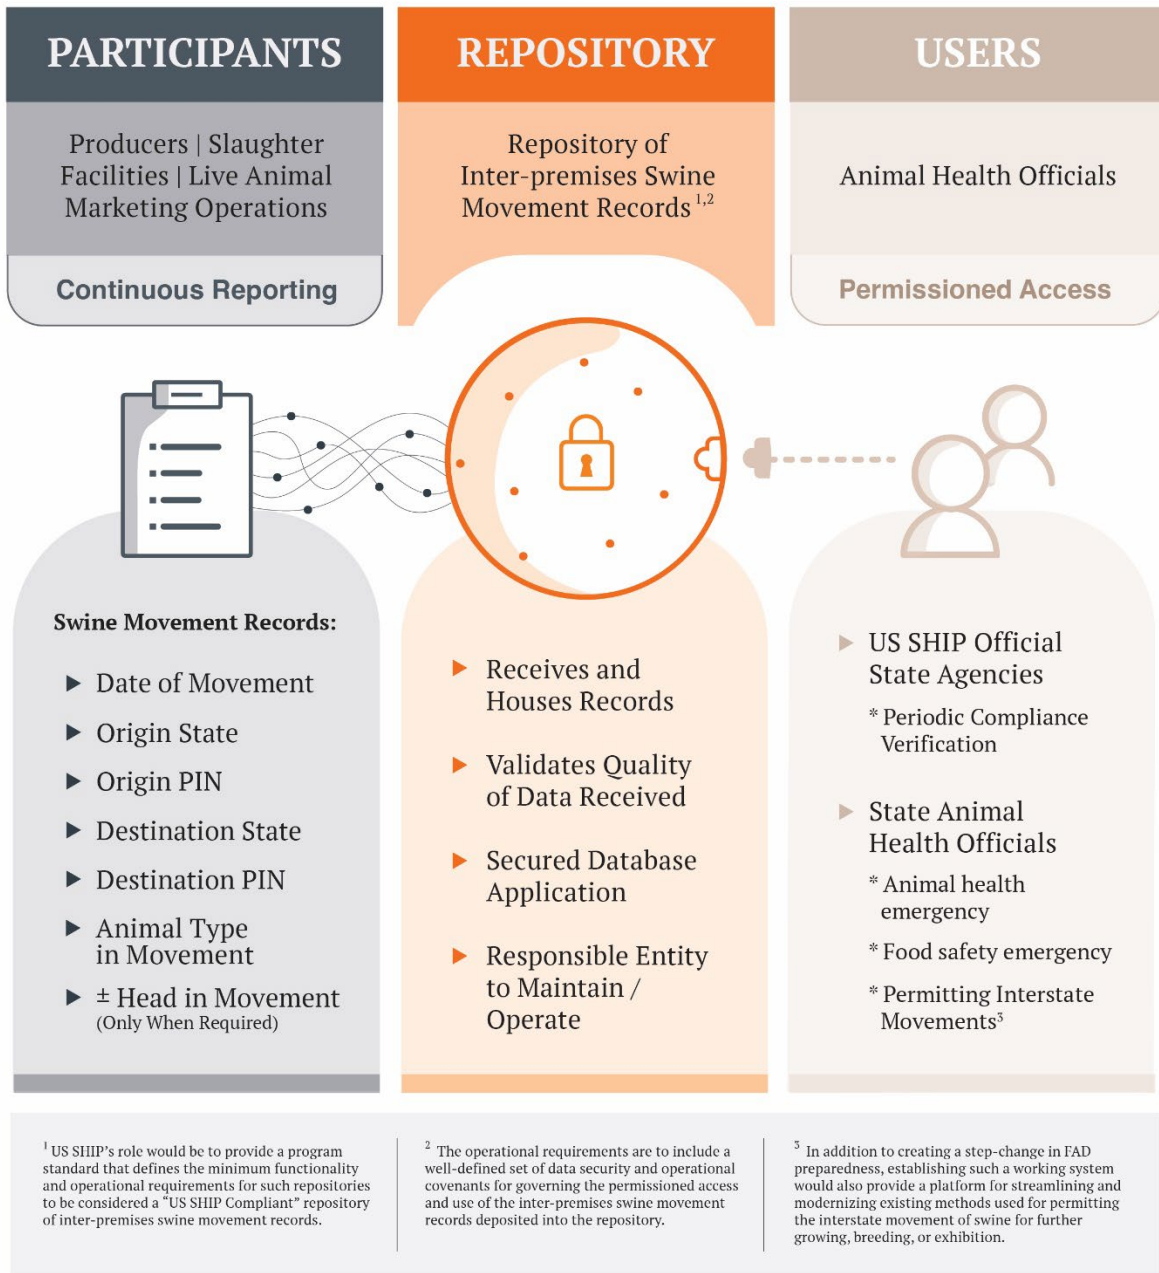 PARTICIPANTS
Producers | Slaughter
Facilities | Live Animal
Marketing Operations
Continuous Reporting
Swine Movement Records:
Date of Movement
Origin State
Origin PIN
Destination State
Destination PIN
Animal Type
in Movement
± Head in Movement
(Only When Required)
REPOSITORY
Repository of
Inter-premises Swine
Movement Records 1,2
Receives and
Houses Records
Validates Quality
of Data Received
Secured Database
Application
Responsible Entity
to Maintain /
Operate
USERS
Animal Health Officials
Permissioned Access
US SHIP Official
State Agencies
* Periodic Compliance
Verification
State Animal
Health Officials
* Animal health
emergency
* Food safety emergency
* Permitting Interstate
Movements3
1 US SHIP's role would be to provide a program
standard that defines the minimum functionality
and operational requirements for such repositories
to be considered a “US SHIP Compliant” repository
of inter-premises swine movement records.
2 The operational requirements are to include a
well-defined set of data security and operational
covenants for governing the permissioned access
and use of the inter-premises swine movement
records deposited into the repository.
3 In addition to creating a step-change in FAD
preparedness, establishing such a working system
would also provide a platform for streamlining and
modernizing existing methods used for permitting
the interstate movement of swine for further
growing, breeding, or exhibition.